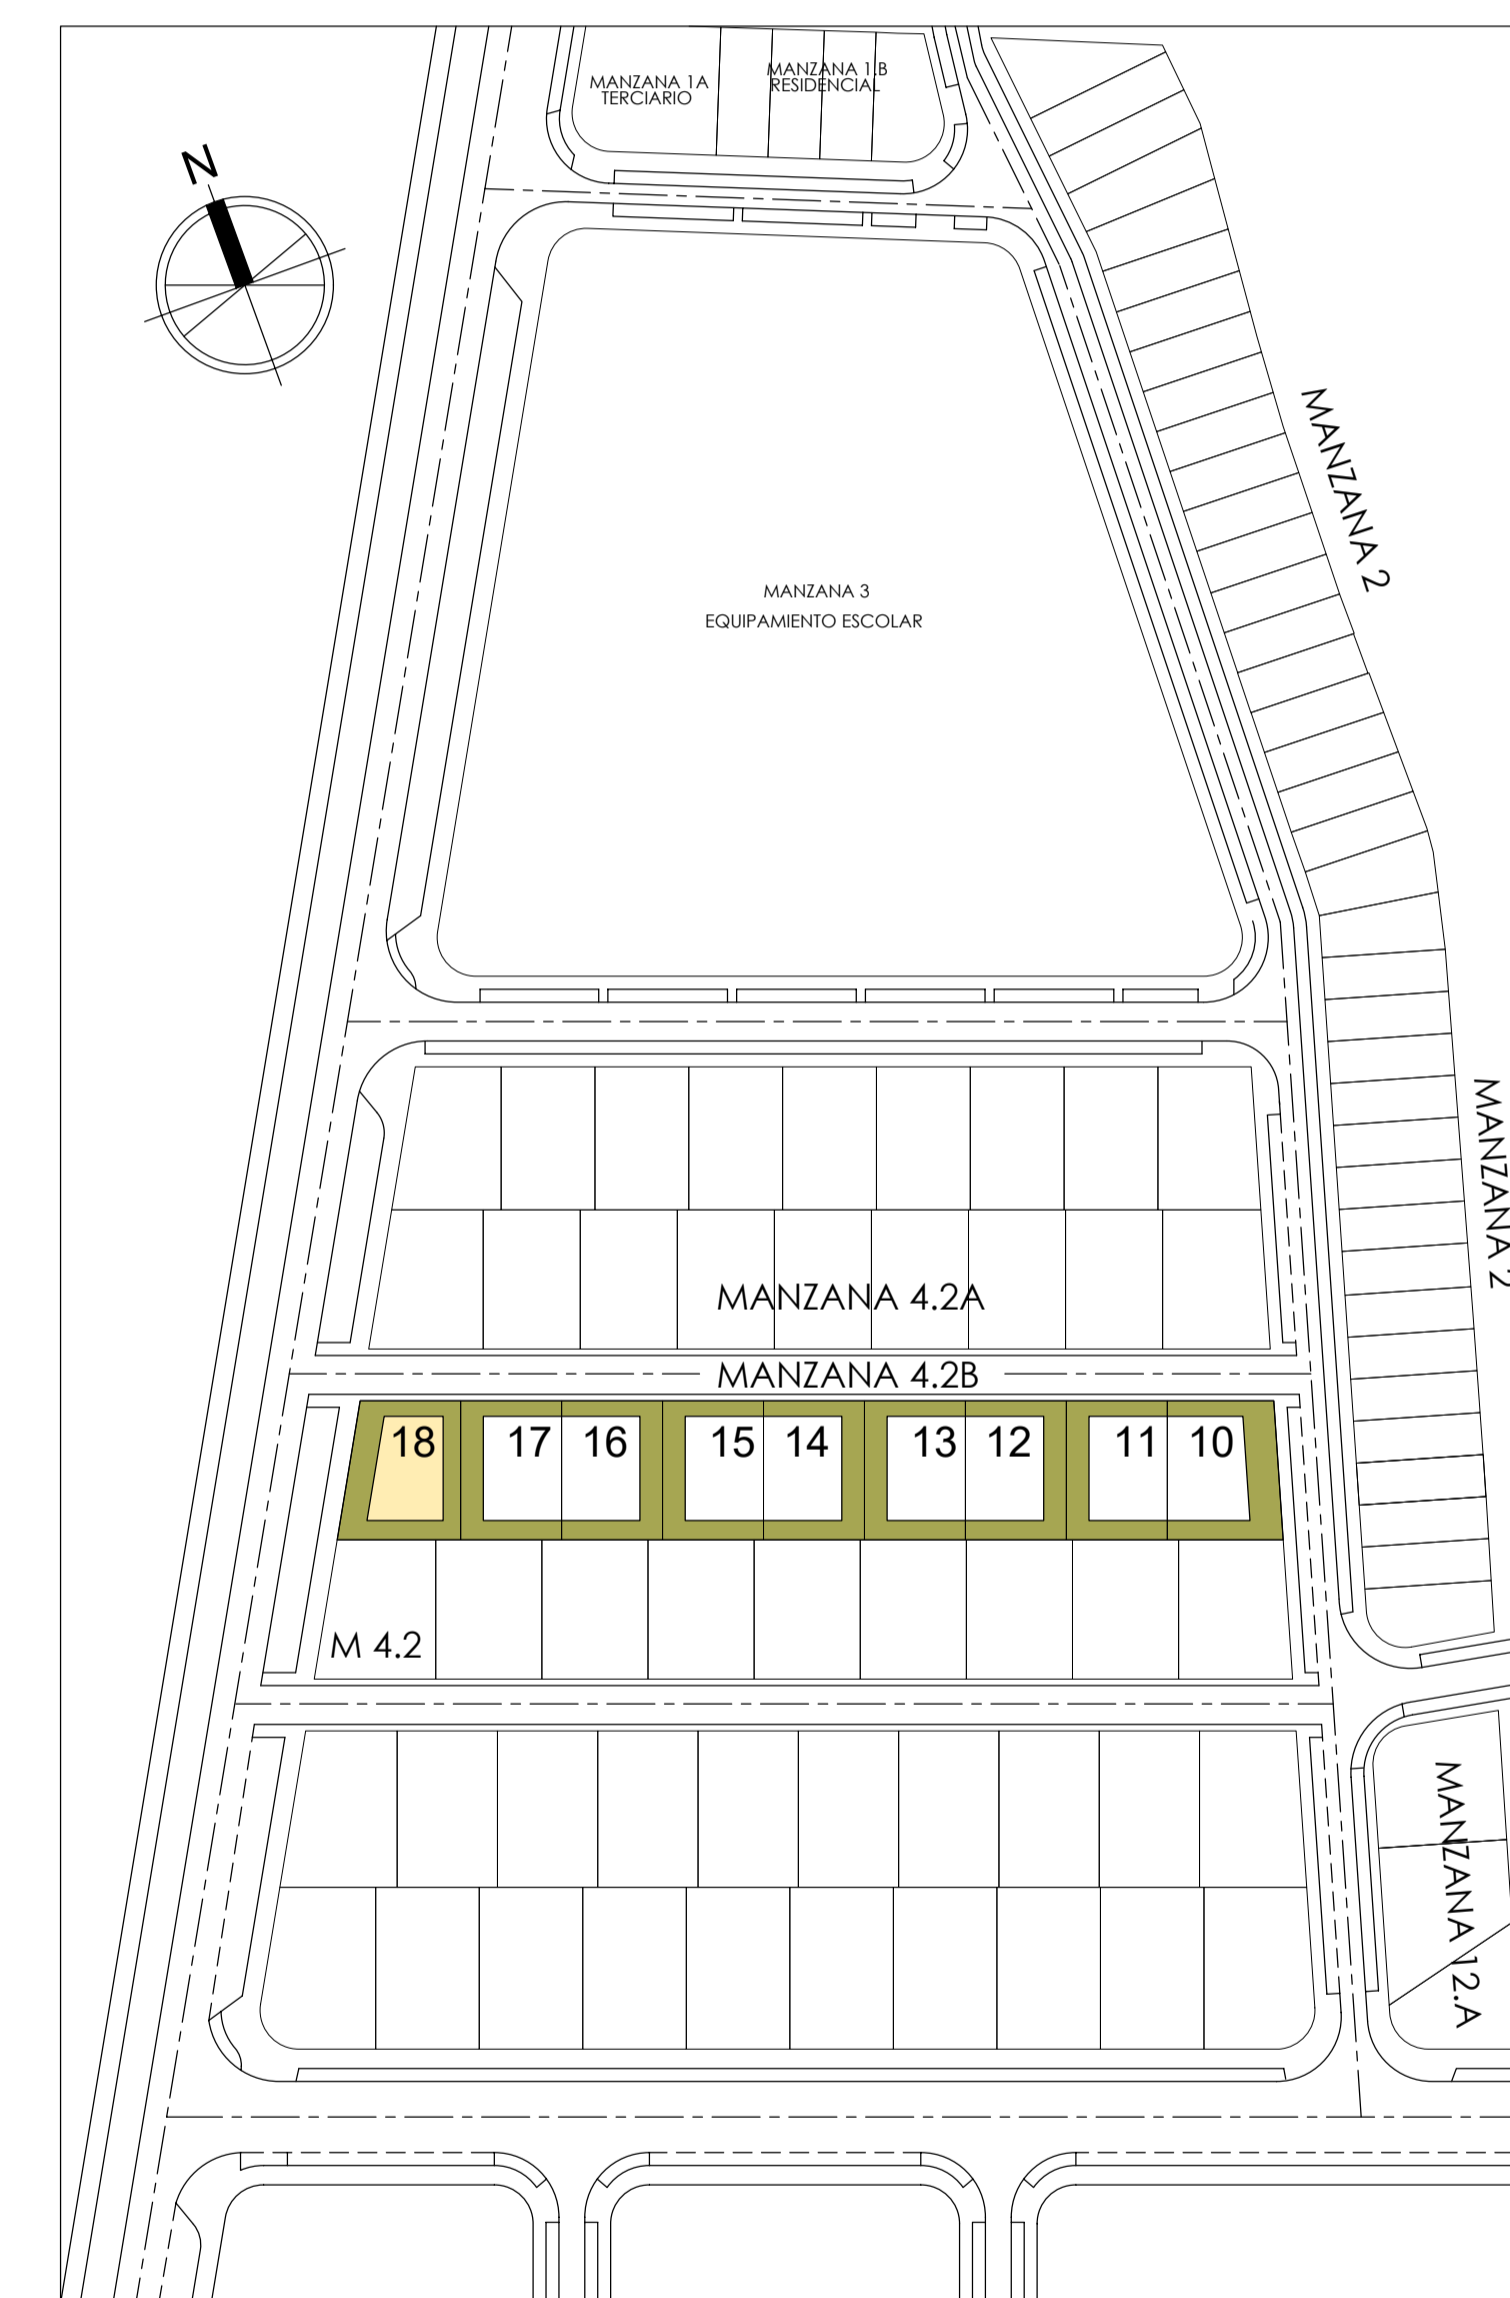 MANZANA 1A
TERCIARIO
MANZANA 1.B
RESIDENCIAL
N
MANZANA 2
MANZANA 3
EQUIPAMIENTO ESCOLAR
MANZANA 2
MANZANA 4.2A
MANZANA 4.2B
18 17 16 15 14 13 12 11 10
M 4.2
MANZANA 12.A